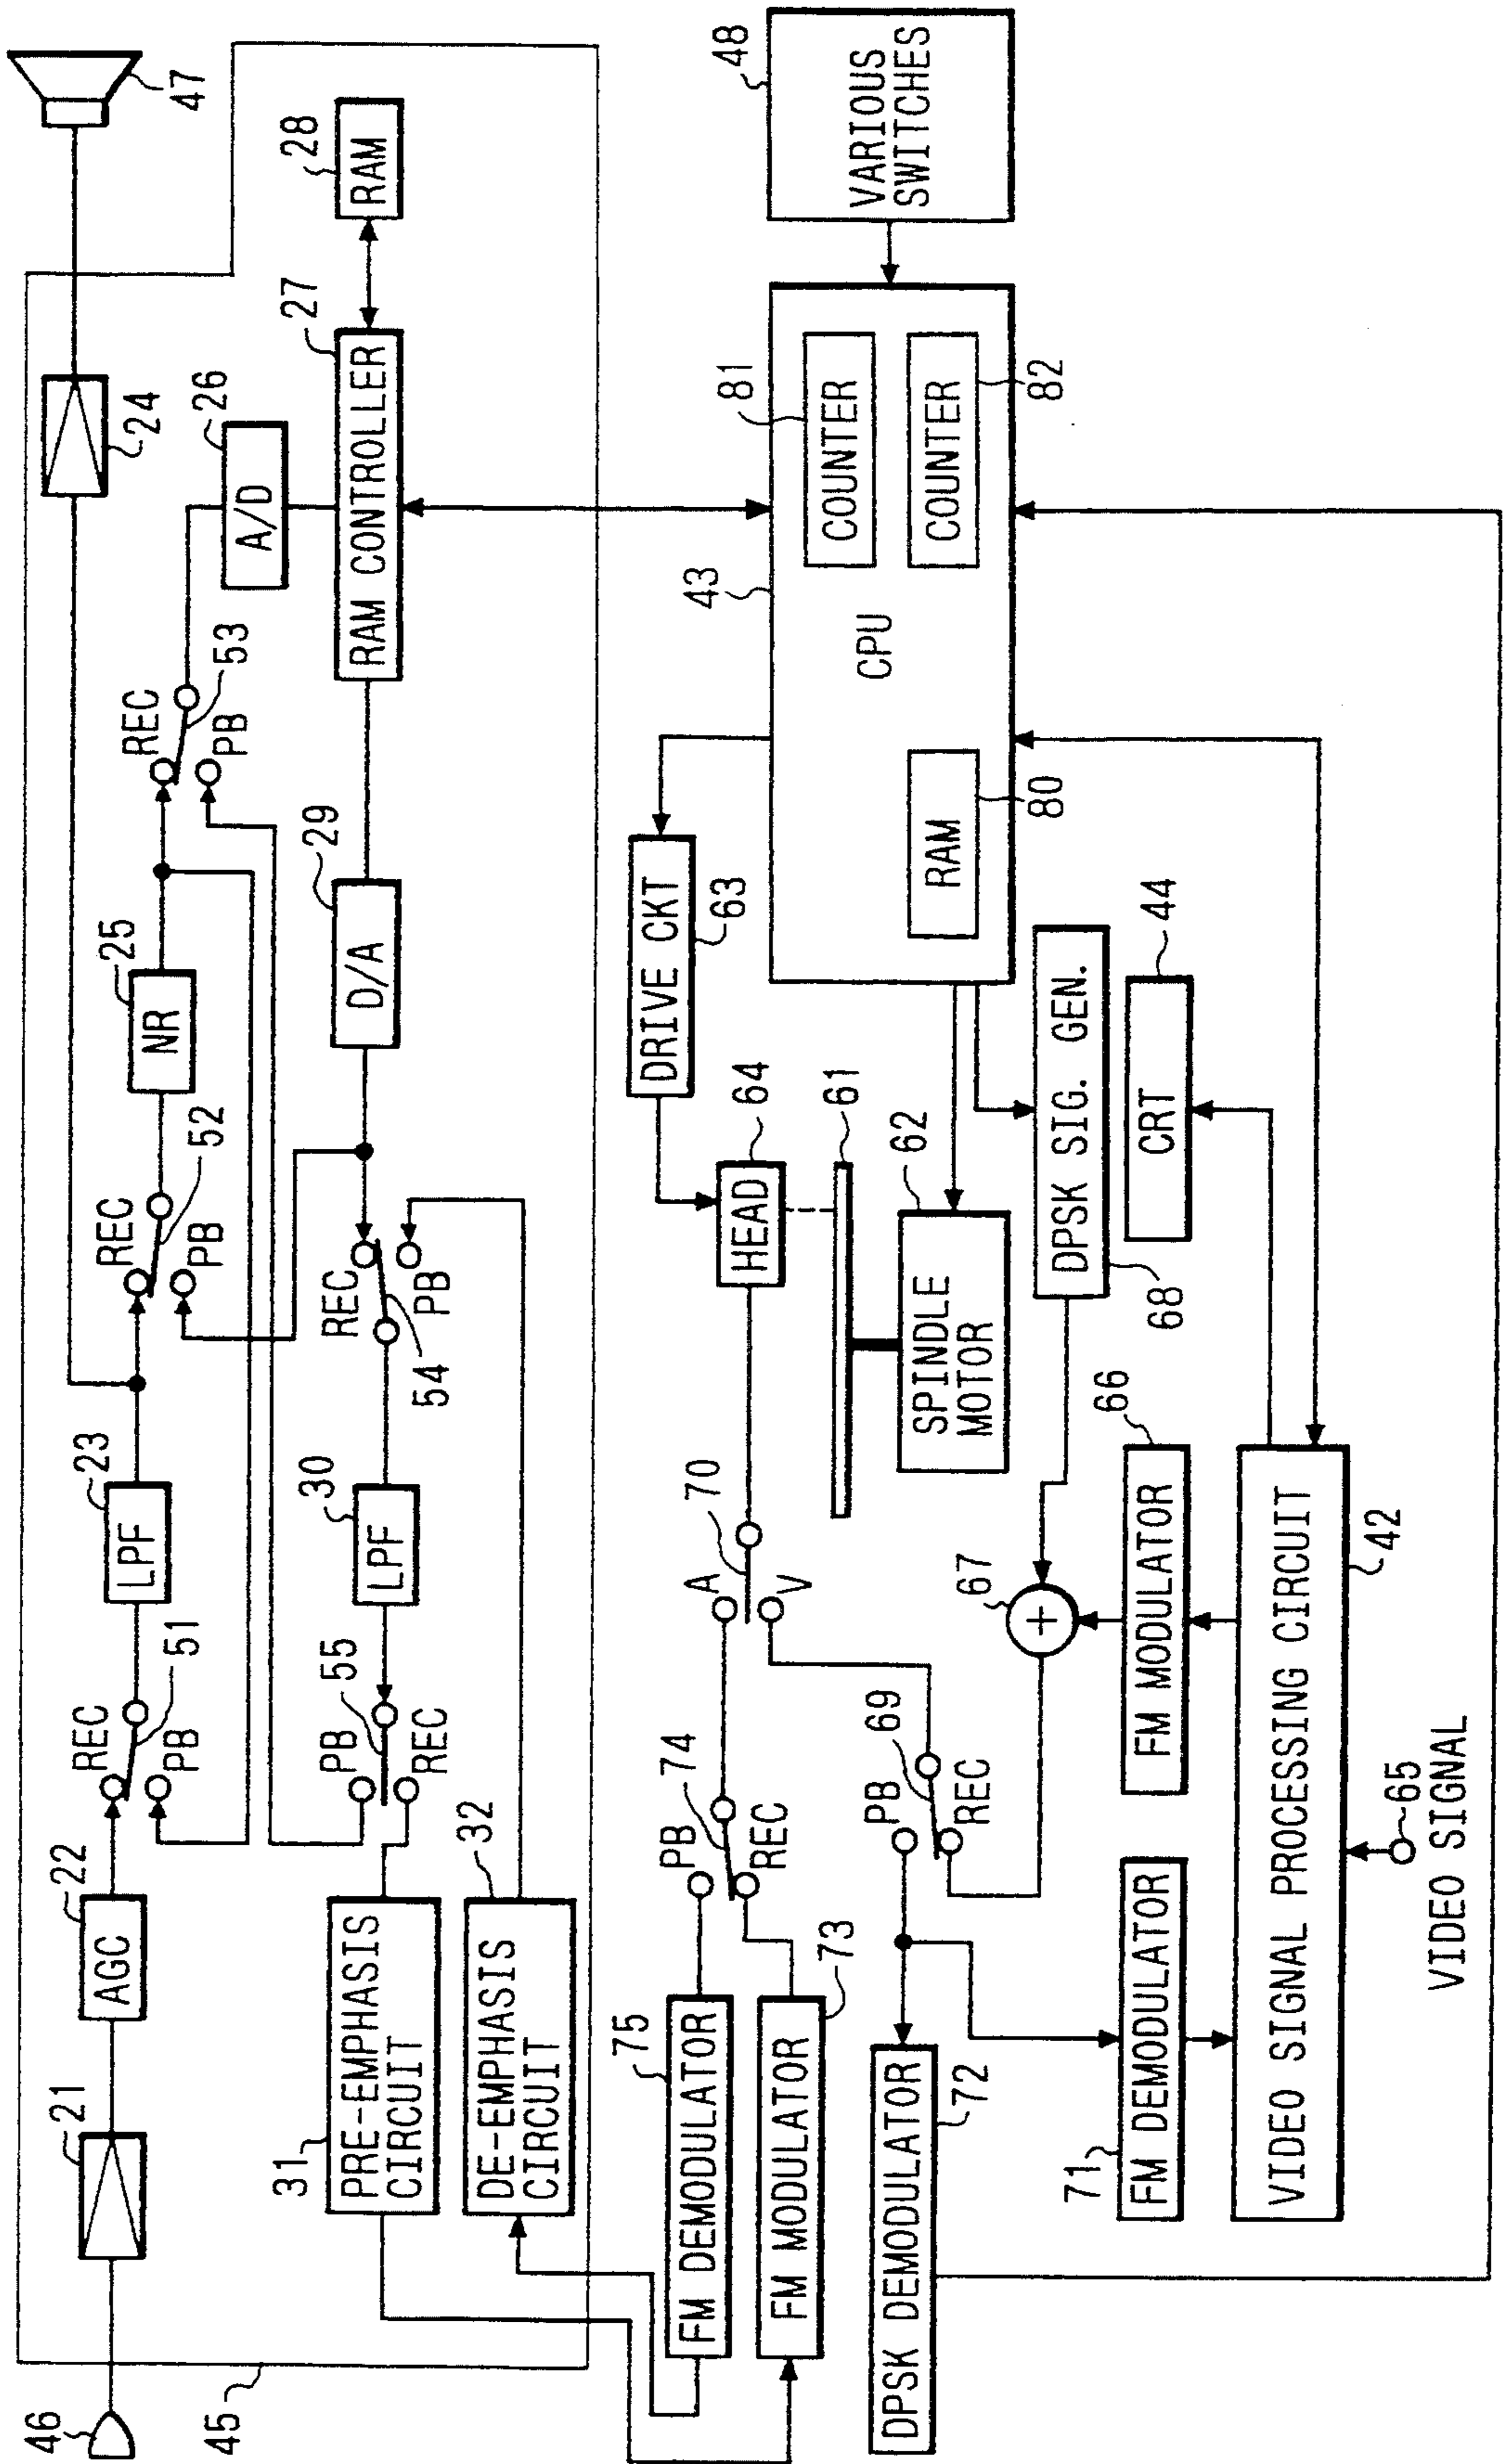 46
21
22
AGC
REC
PB
51
23
LPF
REC
PB
52
25
NR
REC
PB
53
26
A/D
24
47
45
31
PRE-EMPHASIS
CIRCUIT
32
DE-EMPHASIS
CIRCUIT
PB
55
REC
30
LPF
REC
PB
54
29
D/A
27
RAM CONTROLLER
28
RAM
75
FM DEMODULATOR
FM MODULATOR
73
PB
74
REC
A
70
V
64
HEAD
61
62
SPINDLE
MOTOR
DRIVE CKT
63
43
CPU
81
COUNTER
COUNTER
82
RAM
80
48
VARIOUS
SWITCHES
DPSK DEMODULATOR
72
PB
69
REC
67
+
DPSK SIG. GEN.
68
44
CRT
71
FM DEMODULATOR
FM MODULATOR
66
VIDEO SIGNAL PROCESSING CIRCUIT
42
65
VIDEO SIGNAL